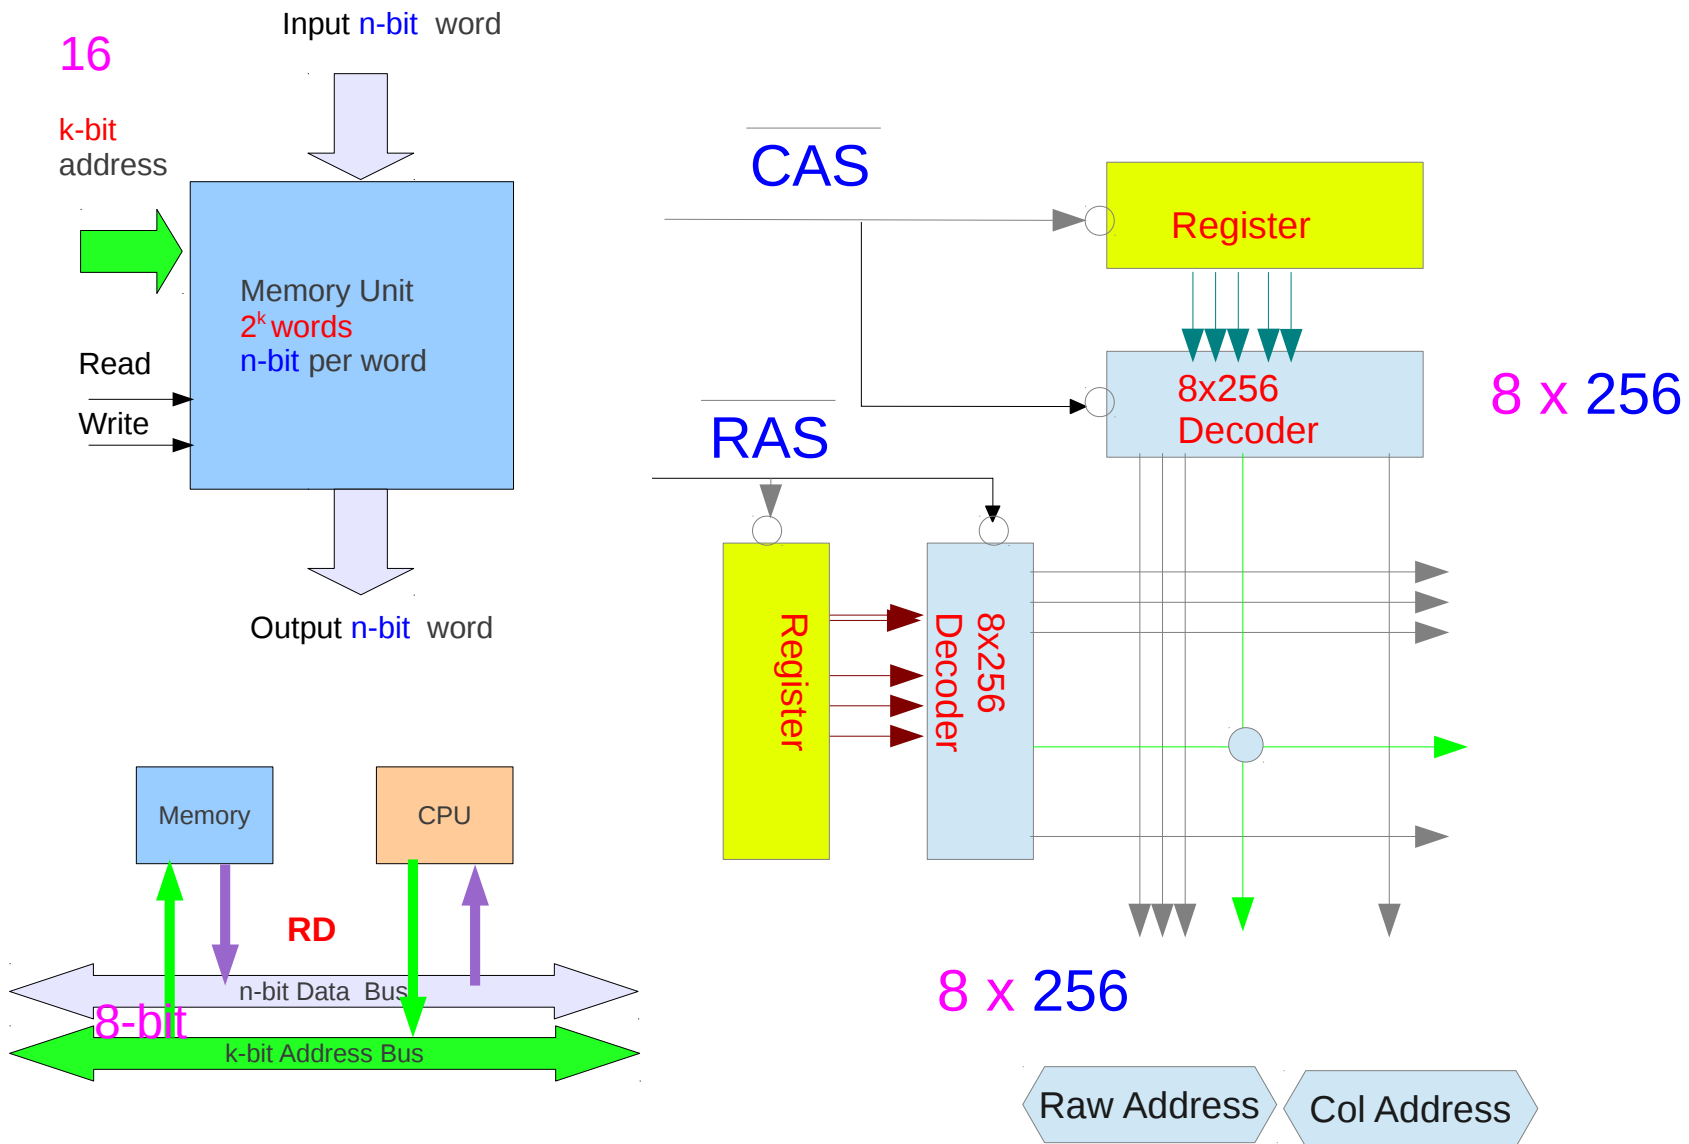 Input n-bit word
16
k-bit
address
Memory Unit
2^k words
n-bit per word
Read
Write
Output n-bit word
CAS
Register
8x256
Decoder
8 x 256
RAS
Register
8x256
Decoder
8 x 256
Memory
CPU
RD
n-bit Data Bus
8-bit
k-bit Address Bus
Raw Address
Col Address